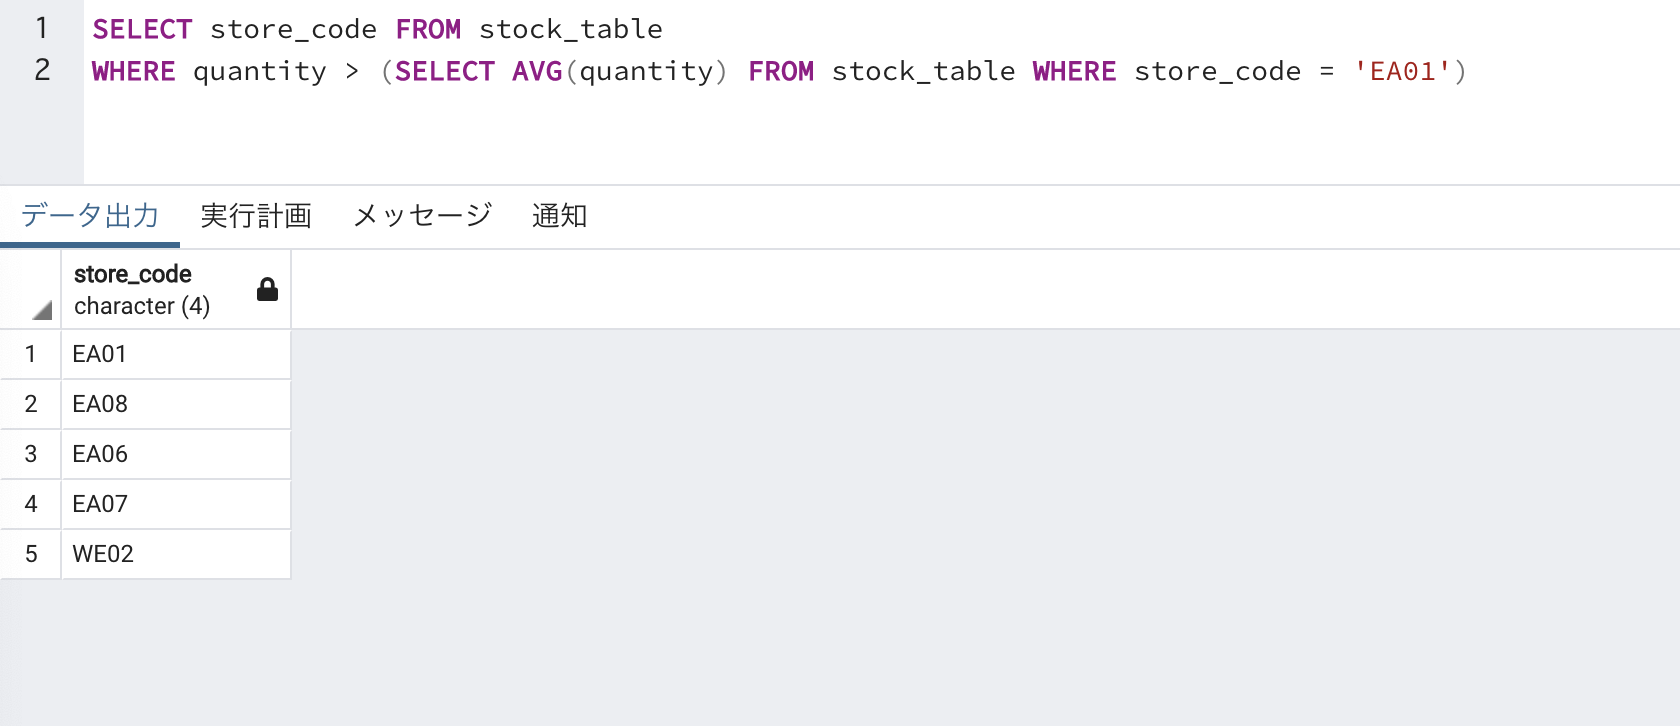 1 SELECT store_code FROM stock_table
2 WHERE quantity > (SELECT AVG(quantity) FROM stock_table WHERE store_code = 'EA01')
データ出力 実行計画 メッセージ 通知
store_code
character (4)
1 EA01
2 EA08
3 EA06
4 EA07
5 WE02